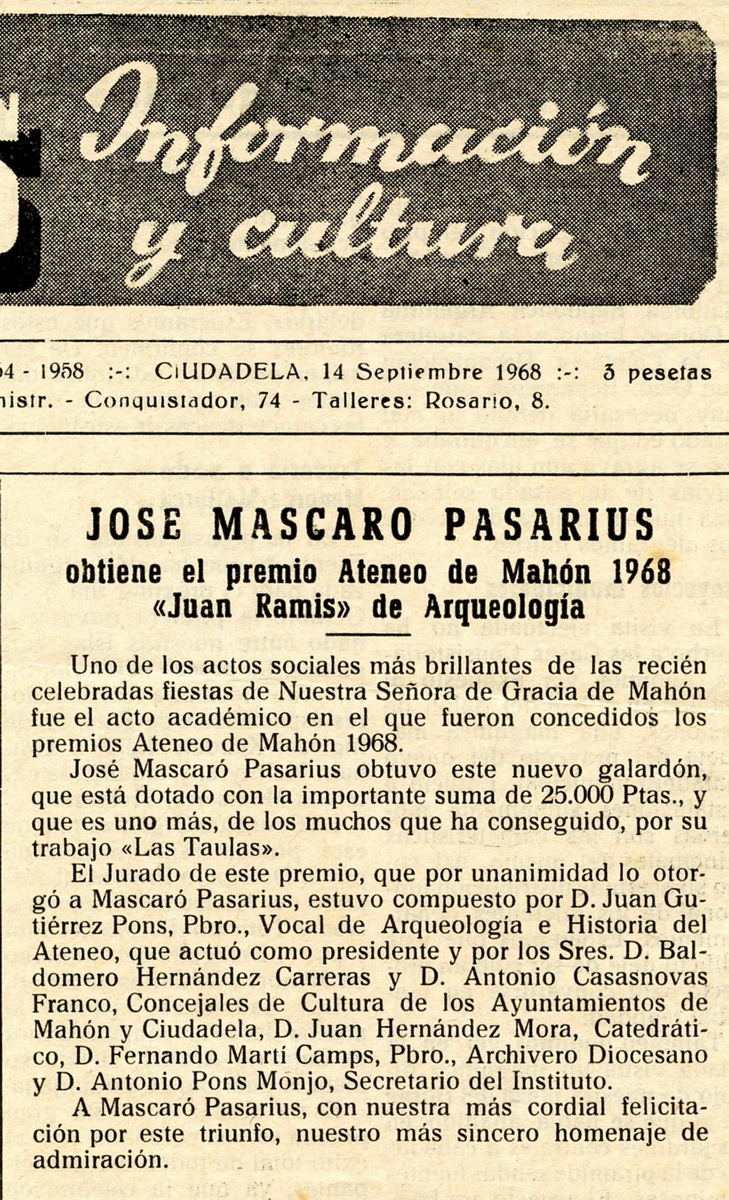 Información
y cultura
64 - 1958 :-: CIUDADELA, 14 Septiembre 1968 :-: 3 pesetas
nistr. - Conquistador, 74 - Talleres: Rosario, 8.
JOSE MASCARO PASARIUS
obtiene el premio Ateneo de Mahón 1968
«Juan Ramis» de Arqueología
Uno de los actos sociales más brillantes de las recién
celebradas fiestas de Nuestra Señora de Gracia de Mahón
fue el acto académico en el que fueron concedidos los
premios Ateneo de Mahón 1968.
José Mascaró Pasarius obtuvo este nuevo galardón,
que está dotado con la importante suma de 25.000 Ptas., y
que es uno más, de los muchos que ha conseguido, por su
trabajo «Las Taulas».
El Jurado de este premio, que por unanimidad lo otor-
gó a Mascaró Pasarius, estuvo compuesto por D. Juan Gu-
tiérrez Pons, Pbro., Vocal de Arqueología e Historia del
Ateneo, que actuó como presidente y por los Sres. D. Bal-
domero Hernández Carreras y D. Antonio Casasnovas
Franco, Concejales de Cultura de los Ayuntamientos de
Mahón y Ciudadela, D. Juan Hernández Mora, Catedráti-
co, D. Fernando Martí Camps, Pbro., Archivero Diocesano
y D. Antonio Pons Monjo, Secretario del Instituto.
A Mascaró Pasarius, con nuestra más cordial felicita-
ción por este triunfo, nuestro más sincero homenaje de
admiración.